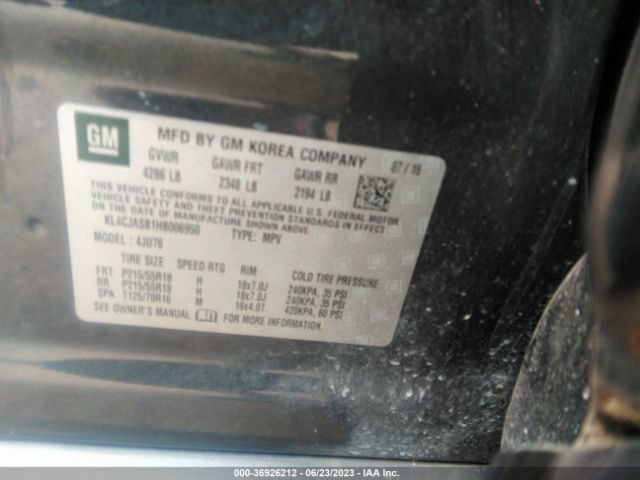 GM
MFD BY GM KOREA COMPANY 07/16
GVWR GAWR FRT GAWR RR
4286 LB 2348 LB 2194 LB
THIS VEHICLE CONFORMS TO ALL APPLICABLE U.S. FEDERAL MOTOR
VEHICLE SAFETY AND THEFT PREVENTION STANDARDS IN EFFECT
ON THE DATE OF MANUFACTURE SHOWN ABOVE.
KL4CJASB1HB006950 TYPE: MPV
MODEL: 4JU76
TIRE SIZE SPEED RTG RIM COLD TIRE PRESSURE
FRT P215/55R18 H 18x7.0J 240KPA, 35 PSI
RR P215/55R18 H 18x7.0J 240KPA, 35 PSI
SPA T125/70R16 M 16x4.0T 420KPA, 60 PSI
SEE OWNER'S MANUAL FOR MORE INFORMATION.
000-36926212 - 06/23/2023 - IAA Inc.